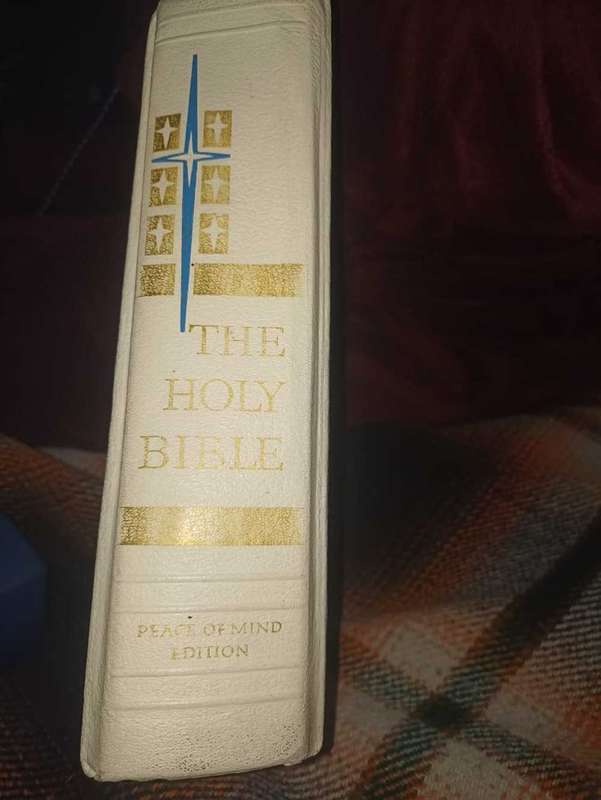 THE
HOLY
BIBLE
PEACE OF MIND
EDITION